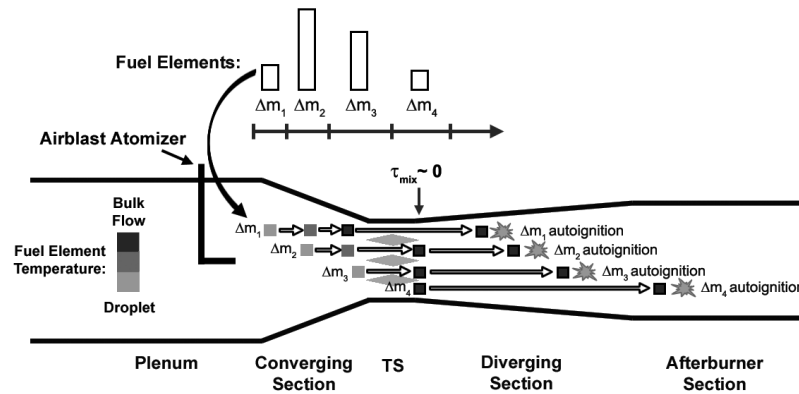 Fuel Elements:
Δm1 Δm2 Δm3 Δm4
Airblast Atomizer
τmix ~ 0
Bulk
Flow
Fuel Element
Temperature:
Droplet
Δm1
Δm1 autoignition
Δm2
Δm2 autoignition
Δm3
Δm3 autoignition
Δm4
Δm4 autoignition
Plenum
Converging
Section
TS
Diverging
Section
Afterburner
Section